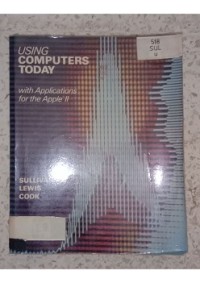 USING
COMPUTERS
TODAY
with Applications
for the Apple II
SULLIVAN
LEWIS
COOK